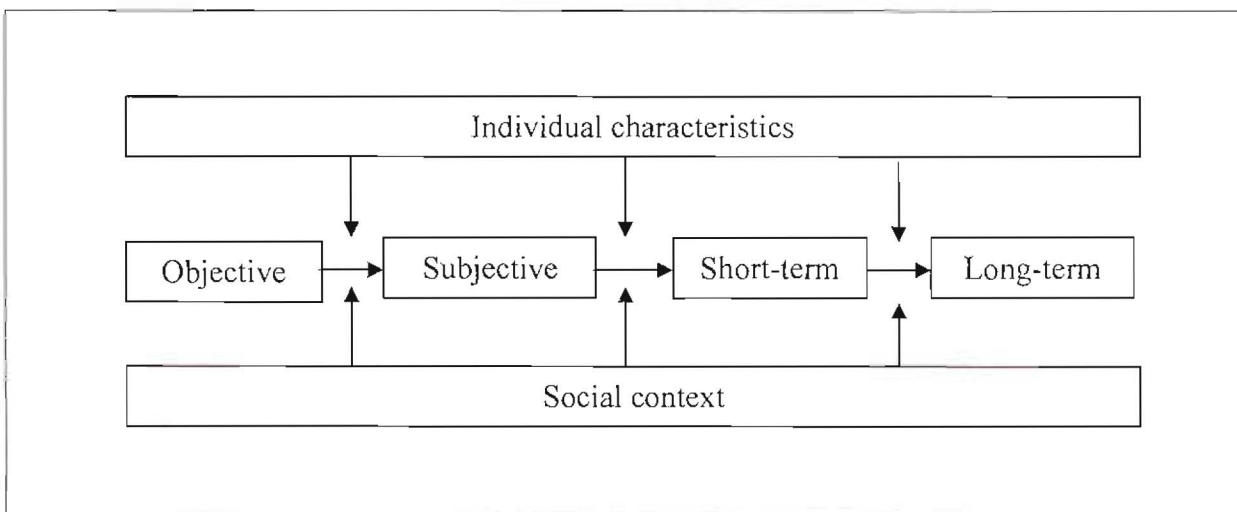 Individual characteristics
Objective Subjective Short-term Long-term
Social context